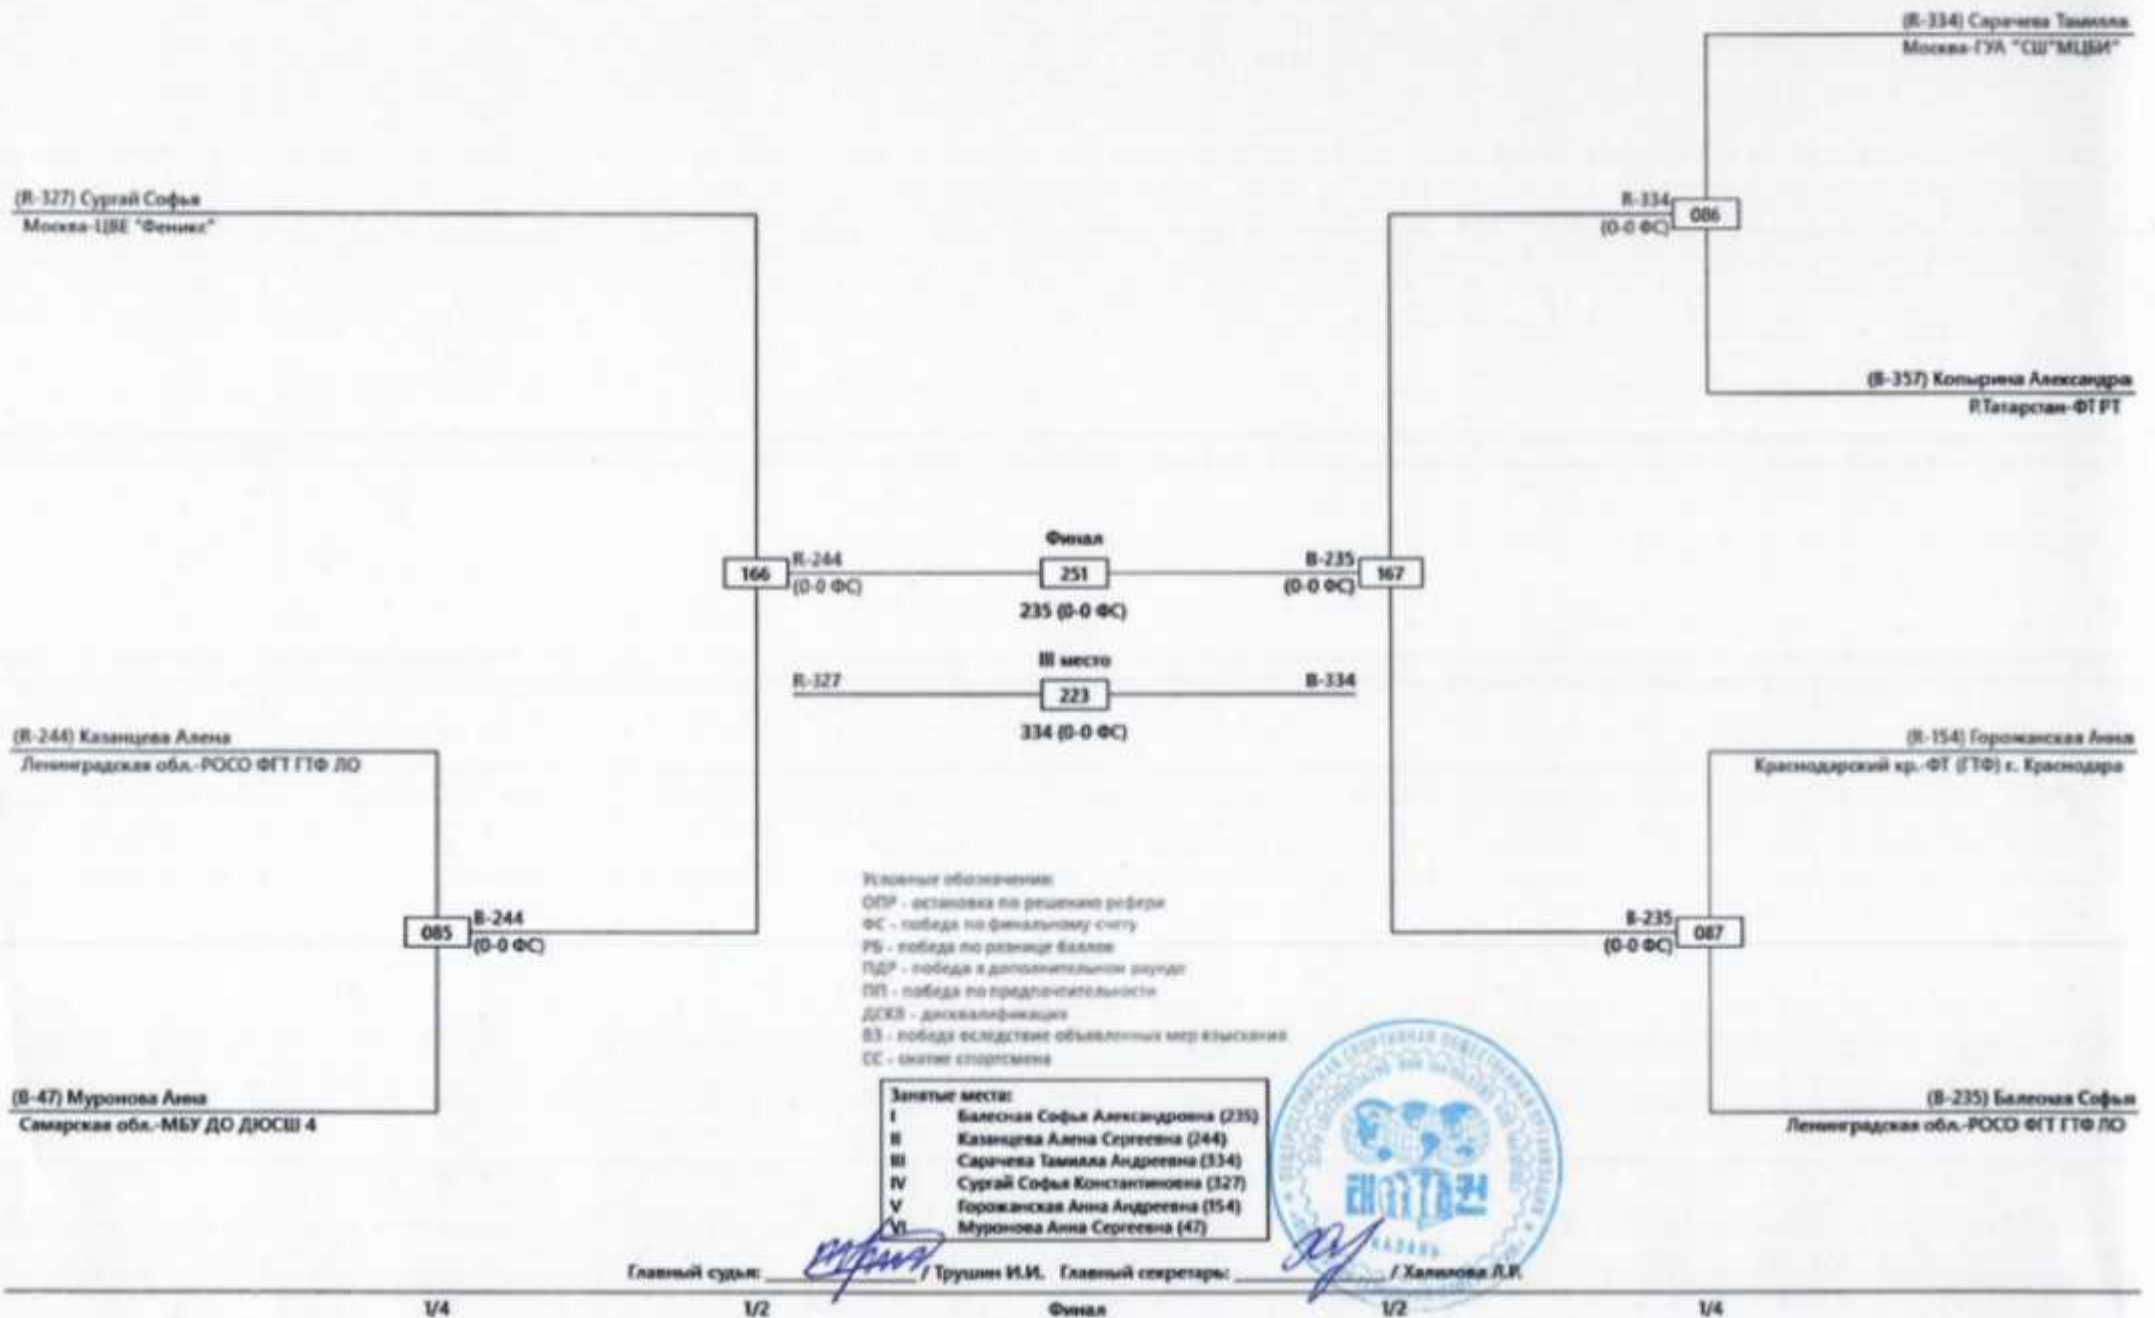 (R-334) Сарачева Тамилла
Москва-ГУА "СШ"МЦБИ"
(R-327) Сургай Софья
Москва-ЦВЕ "Феникс"
R-334
086
(0-0 ФС)
(B-357) Копырина Александра
Р.Татарстан-ФТ РТ
Финал
166
R-244
(0-0 ФС)
251
B-235
(0-0 ФС)
167
235 (0-0 ФС)
III место
R-327
223
B-334
334 (0-0 ФС)
(R-244) Казанцева Алена
Ленинградская обл.-РОСО ФГТ ГТФ ЛО
(R-154) Горожанская Анна
Краснодарский кр.-ФТ (ГТФ) г. Краснодара
085
B-244
(0-0 ФС)
B-235
(0-0 ФС)
087
Условные обозначения:
ОПР - остановка по решению рефери
ФС - победа по финальному счету
РБ - победа по разнице баллов
ПДР - победа в дополнительном раунде
ПП - победа по предпочтительности
ДСКВ - дисквалификация
ВЗ - победа вследствие объявленных мер взыскания
СС - снятие спортсмена
(B-47) Муронова Анна
Самарская обл.-МБУ ДО ДЮСШ 4
(B-235) Балесная Софья
Ленинградская обл.-РОСО ФГТ ГТФ ЛО
Занятые места:
I Балесная Софья Александровна (235)
II Казанцева Алена Сергеевна (244)
III Сарачева Тамилла Андреевна (334)
IV Сургай Софья Константиновна (327)
V Горожанская Анна Андреевна (154)
VI Муронова Анна Сергеевна (47)
КАЗАНЬ
Главный судья: / Трушин И.И. Главный секретарь: / Халилова Л.Р.
1/4 1/2 Финал 1/2 1/4